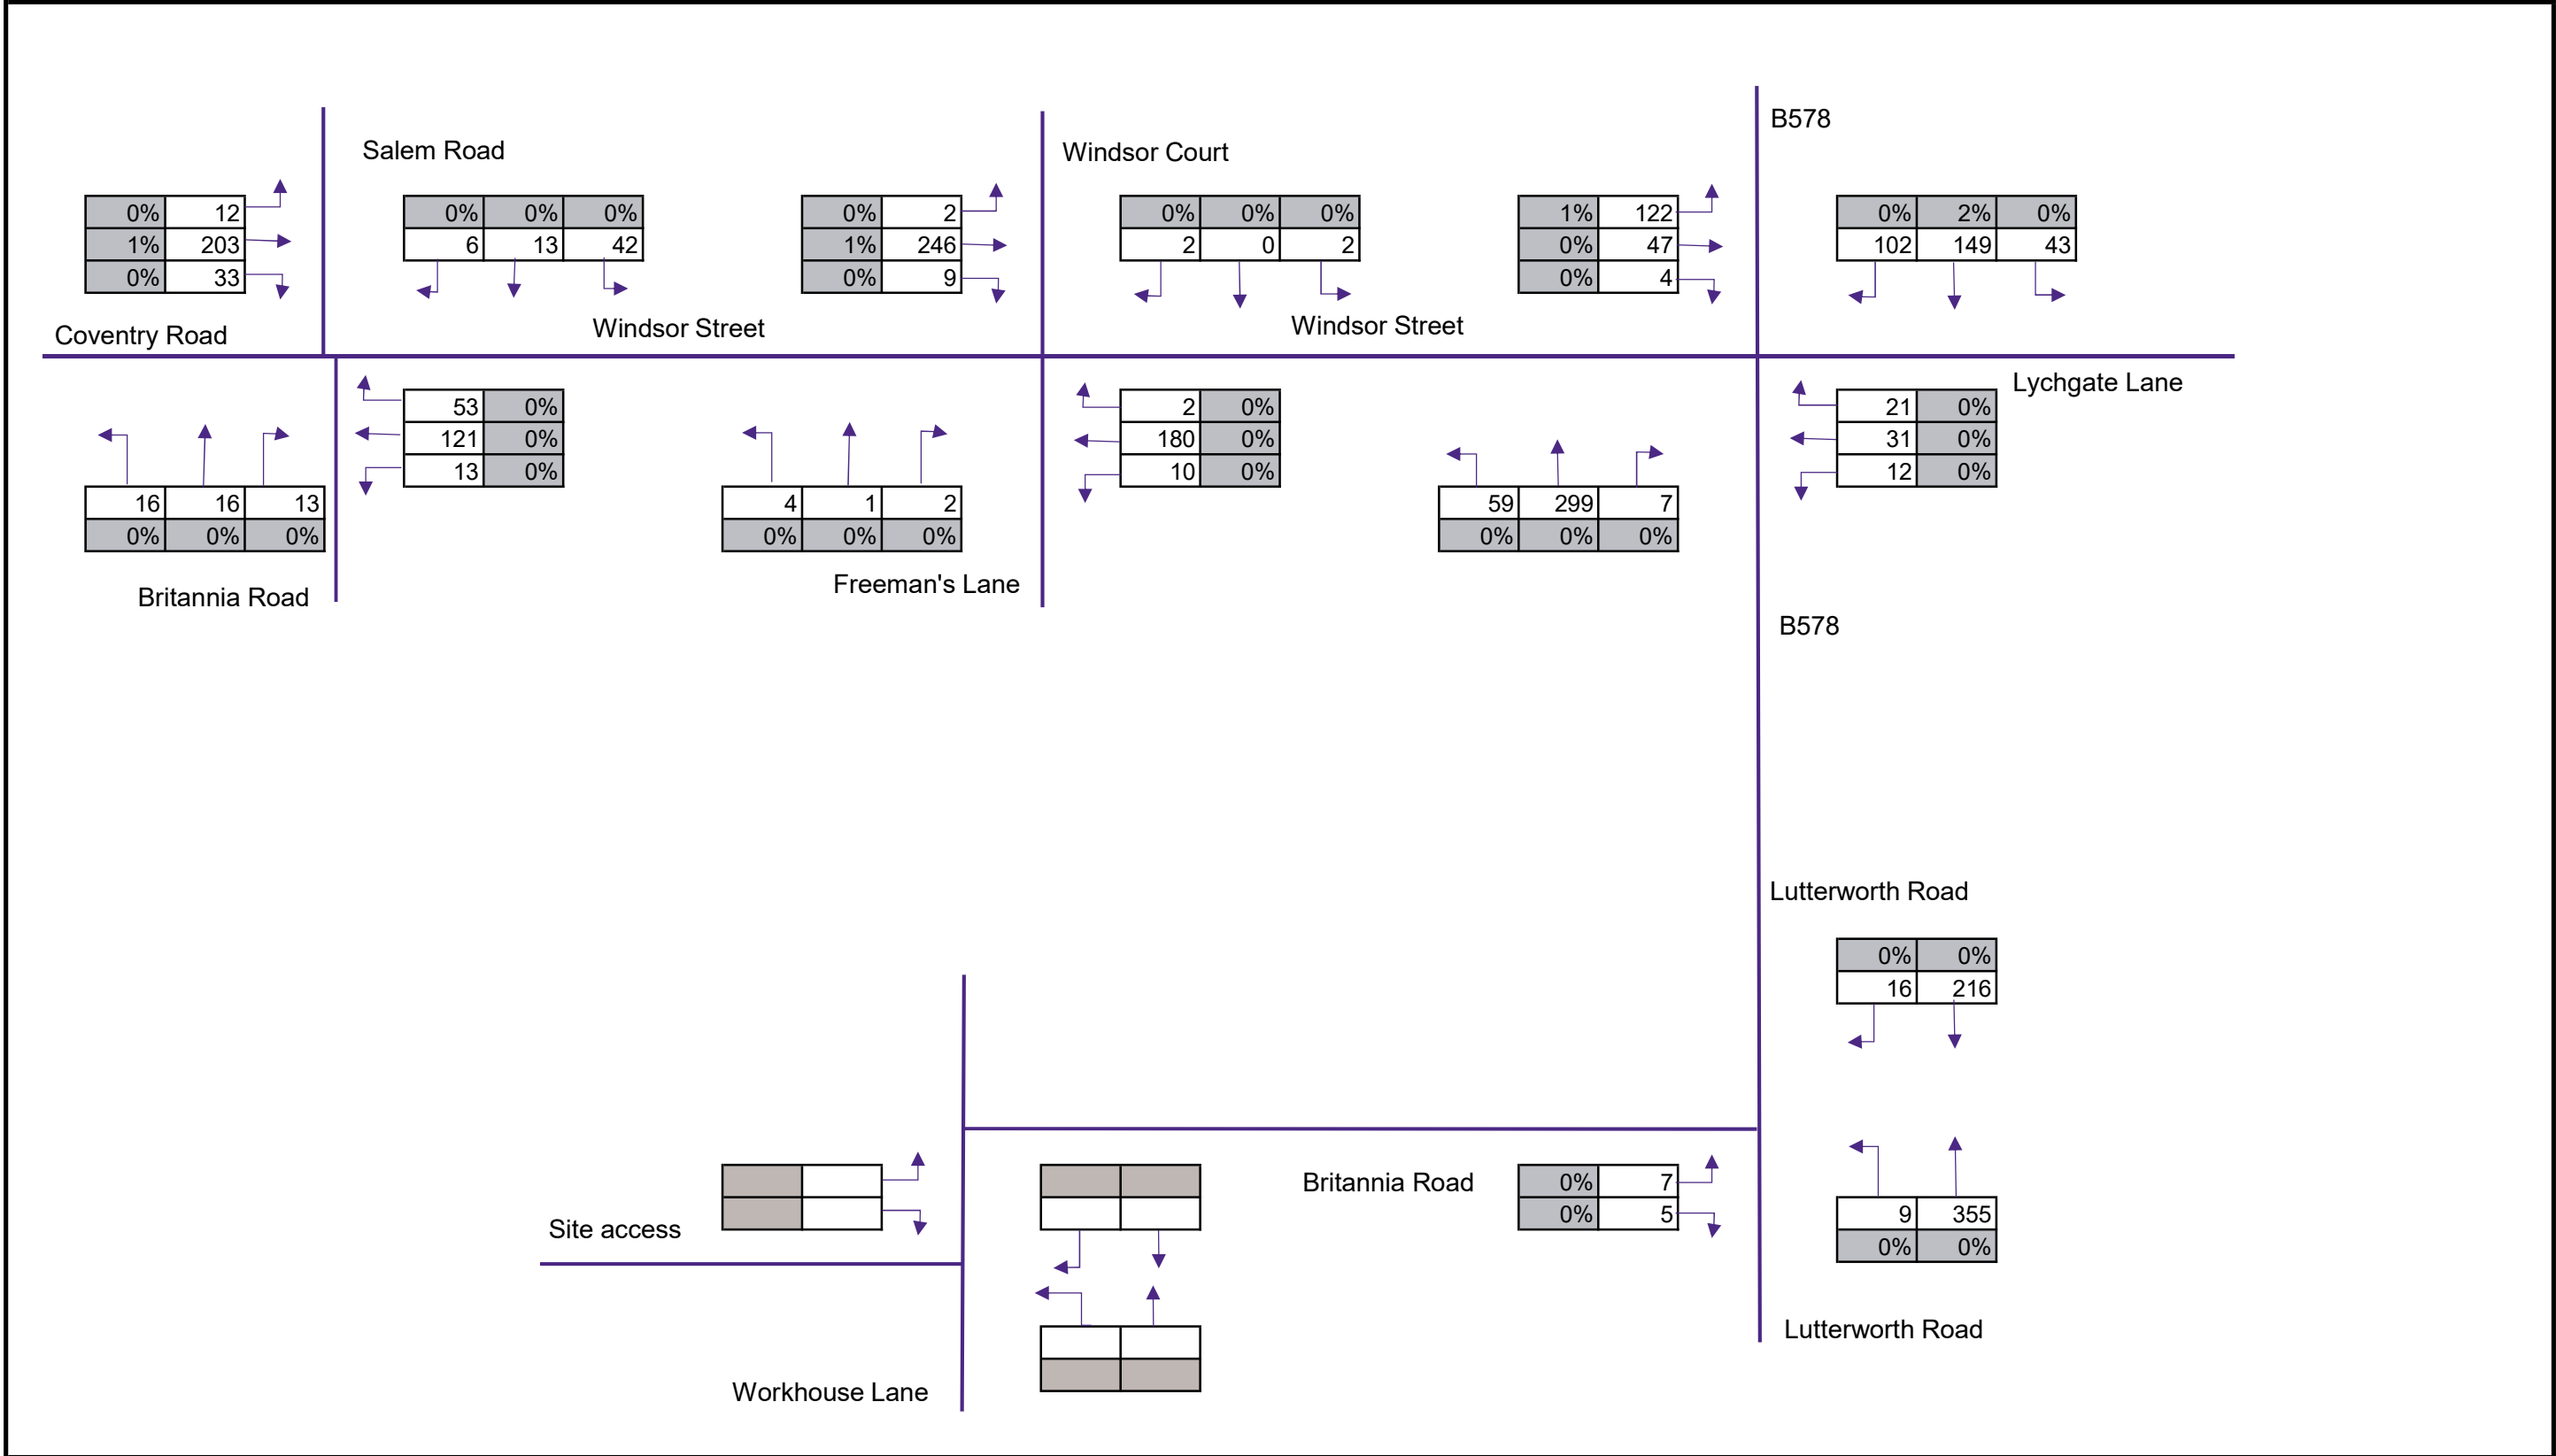 B578
Salem Road
Windsor Court
0% 12
1% 203
0% 33
0% 0% 0%
6 13 42
0% 2
1% 246
0% 9
0% 0% 0%
2 0 2
1% 122
0% 47
0% 4
0% 2% 0%
102 149 43
Coventry Road
Windsor Street
Windsor Street
Lychgate Lane
53 0%
121 0%
13 0%
2 0%
180 0%
10 0%
21 0%
31 0%
12 0%
16 16 13
0% 0% 0%
4 1 2
0% 0% 0%
59 299 7
0% 0% 0%
Britannia Road
Freeman's Lane
B578
Lutterworth Road
0% 0%
16 216
Site access
Britannia Road
0% 7
0% 5
9 355
0% 0%
Lutterworth Road
Workhouse Lane